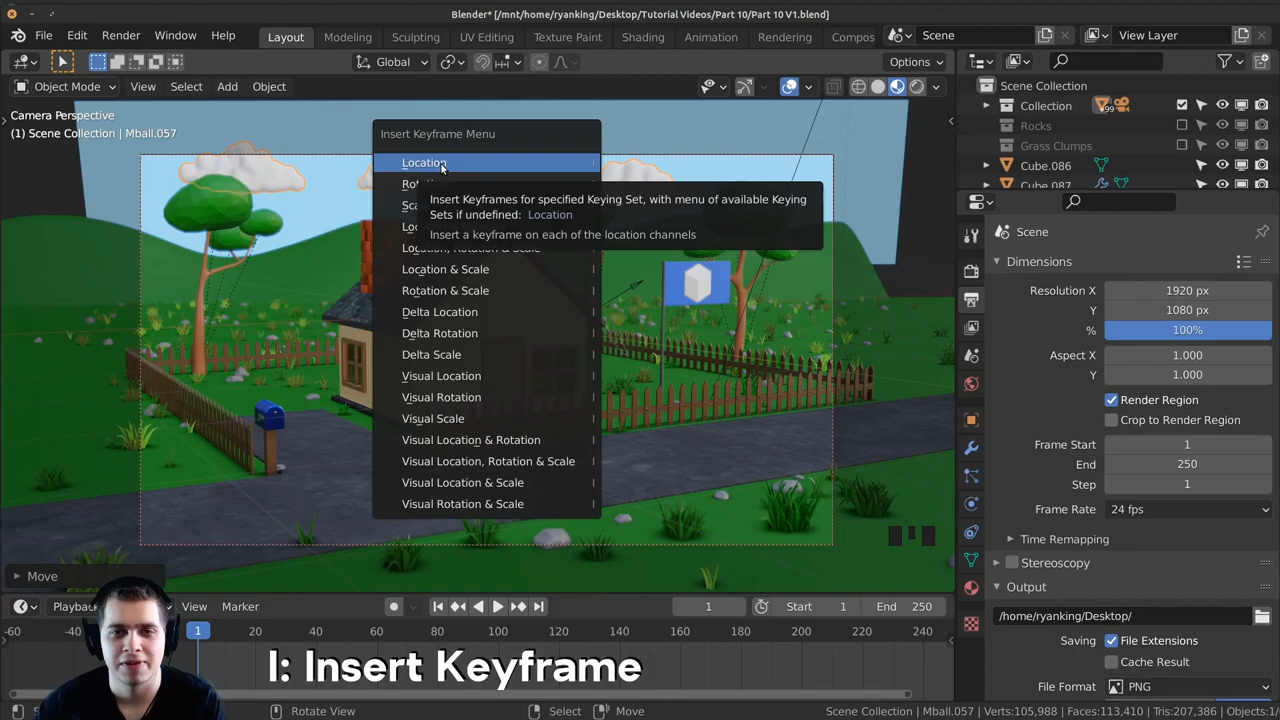 Blender* [/mnt/home/ryanking/Desktop/Tutorial Videos/Part 10/Part 10 V1.blend]
File Edit Render Window Help Layout Modeling Sculpting UV Editing Texture Paint Shading Animation Rendering Compos Scene View Layer
Global Options
Object Mode View Select Add Object
Camera Perspective
(1) Scene Collection | Mball.057
Insert Keyframe Menu
Location I
Insert Keyframes for specified Keying Set, with menu of available Keying
Sets if undefined: Location
Insert a keyframe on each of the location channels
Location & Scale I
Rotation & Scale I
Delta Location I
Delta Rotation I
Delta Scale I
Visual Location I
Visual Rotation I
Visual Scale I
Visual Location & Rotation I
Visual Location, Rotation & Scale I
Visual Location & Scale I
Visual Rotation & Scale I
Move
Scene Collection
Collection 99
Rocks
Grass Clumps
Cube.086
Cube.087
Scene
Dimensions
Resolution X 1920 px
Y 1080 px
% 100%
Aspect X 1.000
Y 1.000
Render Region
Crop to Render Region
Frame Start 1
End 250
Step 1
Frame Rate 24 fps
Time Remapping
Stereoscopy
Output
/home/ryanking/Desktop/
Saving File Extensions
Cache Result
File Format PNG
View Marker 1 Start 1 End 250
-60 -40 1 20 40 60 80 100 120 140 160 180 200 220 240
I: Insert Keyframe
Rotate View Select Move Scene Collection | Mball.057 | Verts:105,988 | Faces:113,410 | Tris:207,386 | Objects:1/